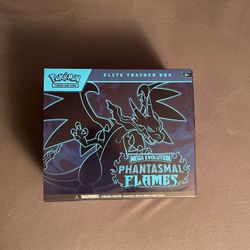 POKÉMON
TRADING CARD GAME
ELITE TRAINER BOX
MEGA EVOLUTION
PHANTASMAL
FLAMES
WARNING: